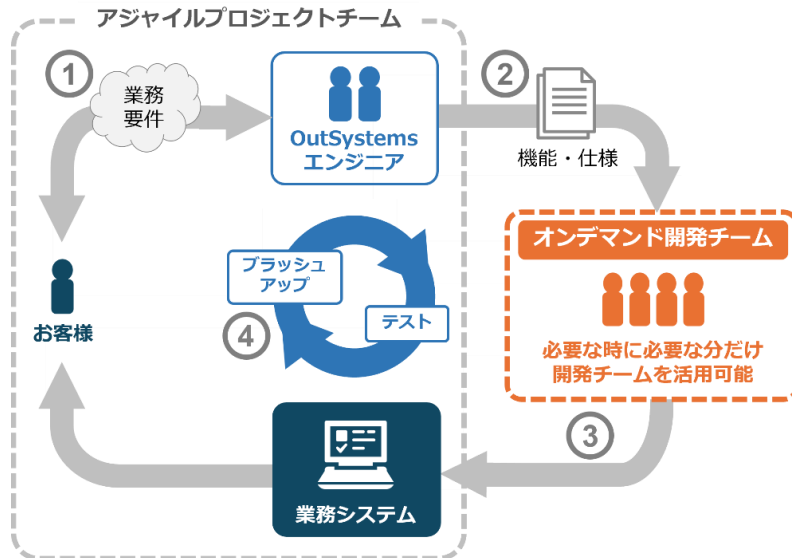 アジャイルプロジェクトチーム
1
業務
要件
OutSystems
エンジニア
2
機能・仕様
オンデマンド開発チーム
必要な時に必要な分だけ
開発チームを活用可能
お客様
ブラッシュ
アップ
テスト
4
3
業務システム